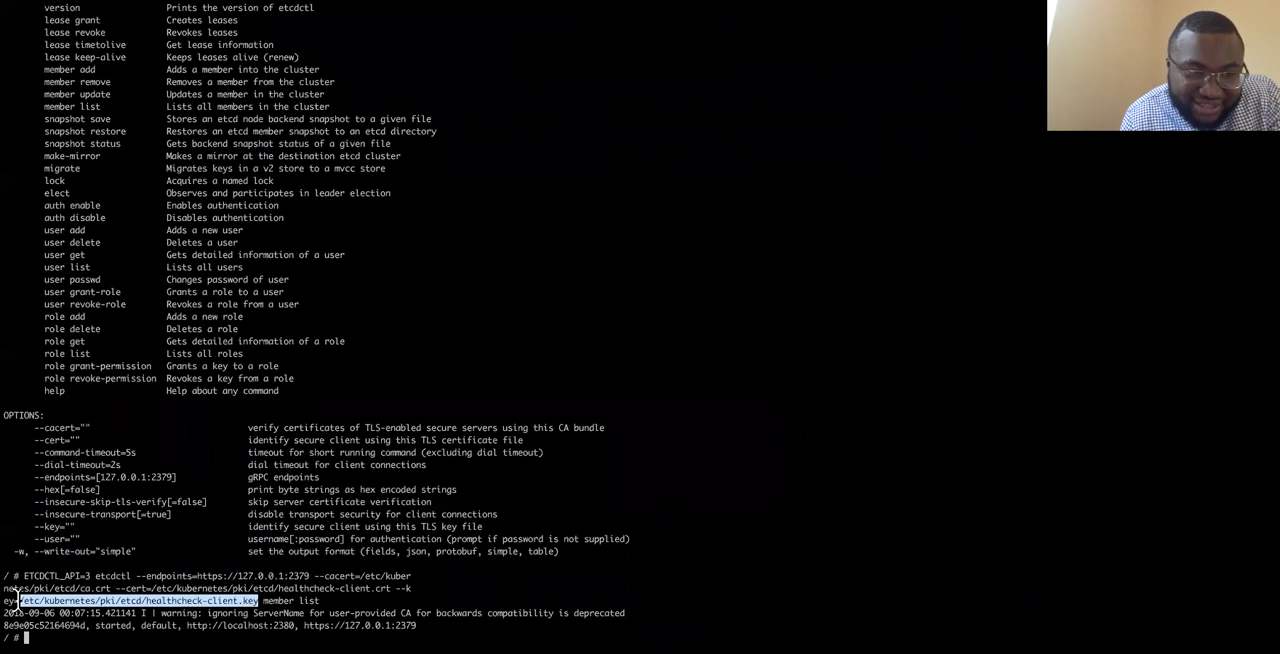 version Prints the version of etcdctl
lease grant Creates leases
lease revoke Revokes leases
lease timetolive Get lease information
lease keep-alive Keeps leases alive (renew)
member add Adds a member into the cluster
member remove Removes a member from the cluster
member update Updates a member in the cluster
member list Lists all members in the cluster
snapshot save Stores an etcd node backend snapshot to a given file
snapshot restore Restores an etcd member snapshot to an etcd directory
snapshot status Gets backend snapshot status of a given file
make-mirror Makes a mirror at the destination etcd cluster
migrate Migrates keys in a v2 store to a mvcc store
lock Acquires a named lock
elect Observes and participates in leader election
auth enable Enables authentication
auth disable Disables authentication
user add Adds a new user
user delete Deletes a user
user get Gets detailed information of a user
user list Lists all users
user passwd Changes password of user
user grant-role Grants a role to a user
user revoke-role Revokes a role from a user
role add Adds a new role
role delete Deletes a role
role get Gets detailed information of a role
role list Lists all roles
role grant-permission Grants a key to a role
role revoke-permission Revokes a key from a role
help Help about any command
OPTIONS:
--cacert="" verify certificates of TLS-enabled secure servers using this CA bundle
--cert="" identify secure client using this TLS certificate file
--command-timeout=5s timeout for short running command (excluding dial timeout)
--dial-timeout=2s dial timeout for client connections
--endpoints=[127.0.0.1:2379] gRPC endpoints
--hex[=false] print byte strings as hex encoded strings
--insecure-skip-tls-verify[=false] skip server certificate verification
--insecure-transport[=true] disable transport security for client connections
--key="" identify secure client using this TLS key file
--user="" username[:password] for authentication (prompt if password is not supplied)
-w, --write-out="simple" set the output format (fields, json, protobuf, simple, table)
/ # ETCDCTL_API=3 etcdctl --endpoints=https://127.0.0.1:2379 --cacert=/etc/kuber
netes/pki/etcd/ca.crt --cert=/etc/kubernetes/pki/etcd/healthcheck-client.crt --k
ey=/etc/kubernetes/pki/etcd/healthcheck-client.key member list
2018-09-06 00:07:15.421141 I | warning: ignoring ServerName for user-provided CA for backwards compatibility is deprecated
8e9e05c52164694d, started, default, http://localhost:2380, https://127.0.0.1:2379
/ #